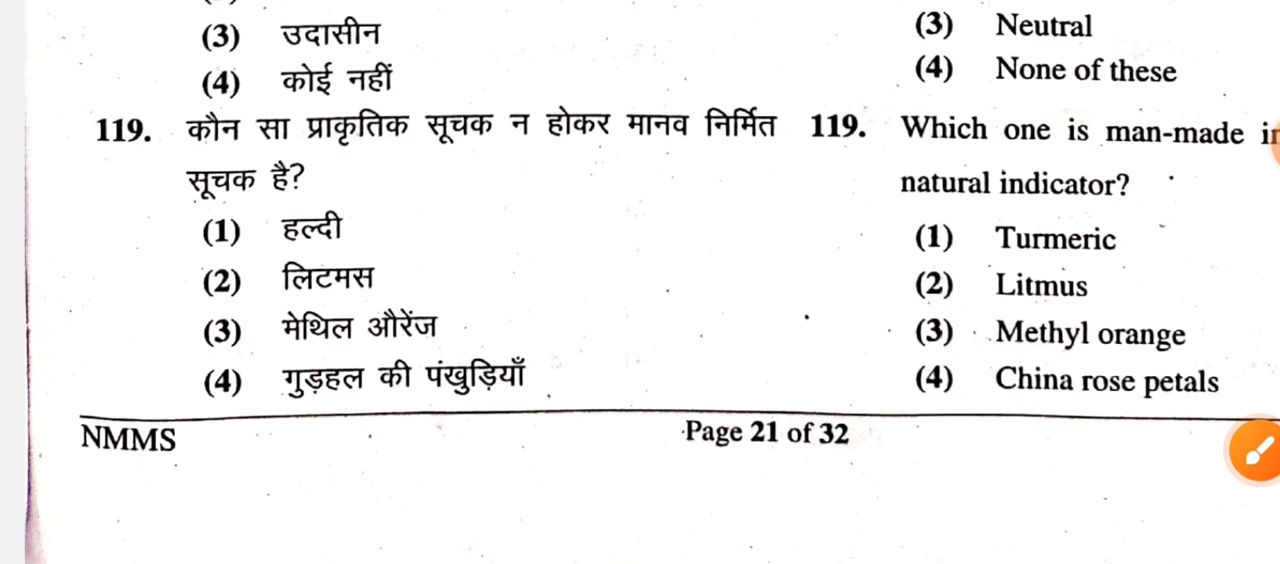 (3) उदासीन
(4) कोई नहीं
119. कौन सा प्राकृतिक सूचक न होकर मानव निर्मित
सूचक है?
(1) हल्दी
(2) लिटमस
(3) मेथिल औरेंज
(4) गुड़हल की पंखुड़ियाँ
(3) Neutral
(4) None of these
119. Which one is man-made
natural indicator?
(1) Turmeric
(2) Litmus
(3) Methyl orange
(4) China rose petals
NMMS
Page 21 of 32